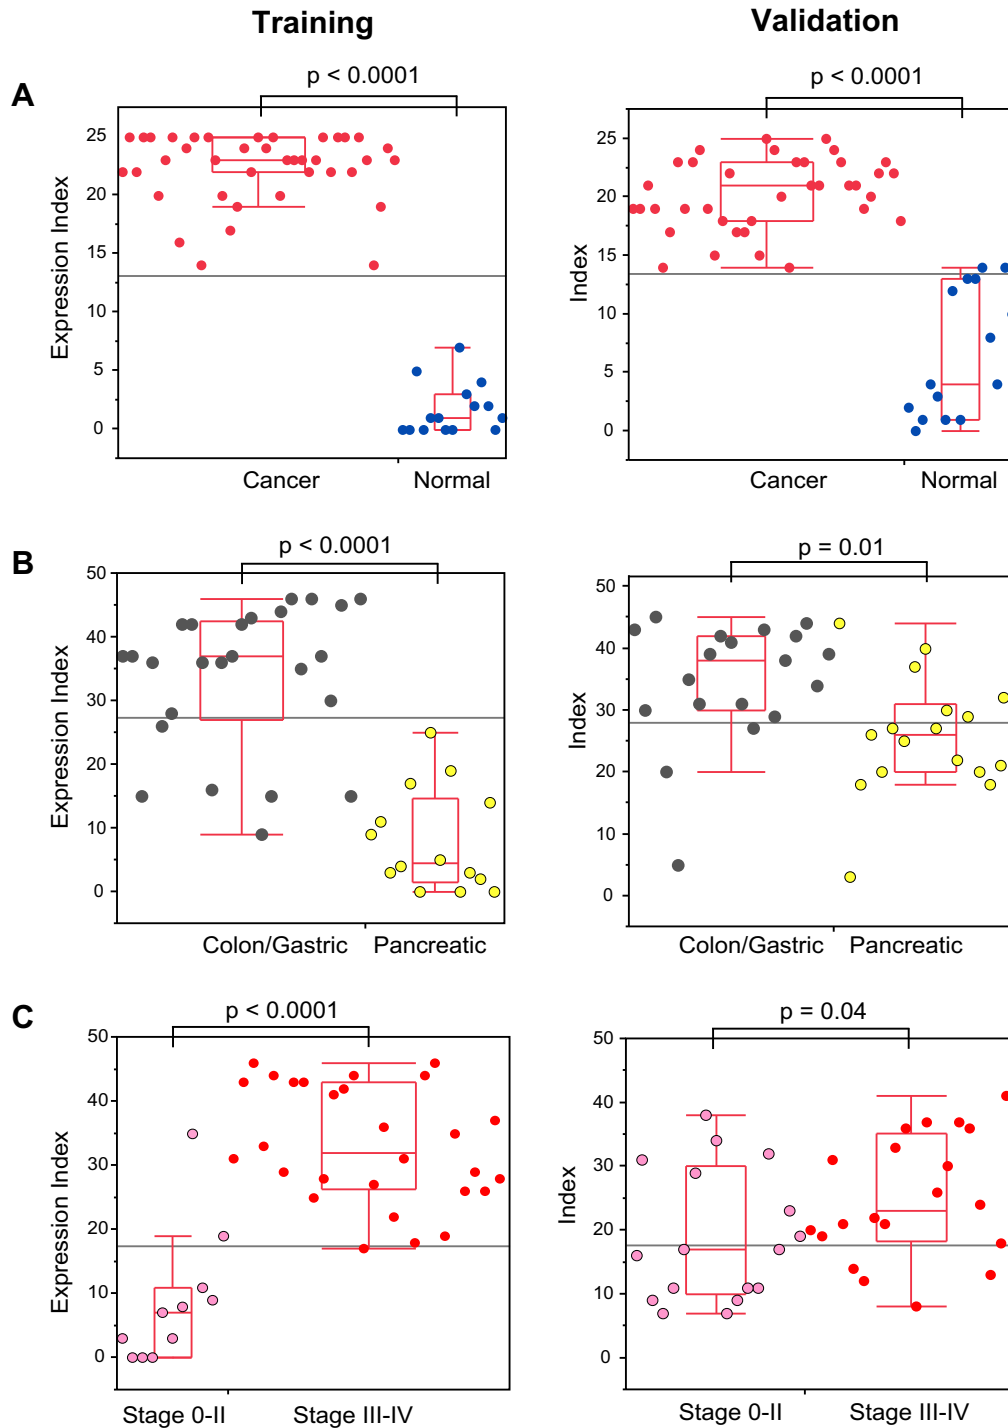 Training Validation
A
p < 0.0001 p < 0.0001
Expression Index
25
20
15
10
5
0
Cancer Normal
Index
25
20
15
10
5
0
Cancer Normal
B
p < 0.0001 p = 0.01
Expression Index
50
40
30
20
10
0
Colon/Gastric Pancreatic
Index
50
40
30
20
10
0
Colon/Gastric Pancreatic
C
p < 0.0001 p = 0.04
Expression Index
50
40
30
20
10
0
Stage 0-II Stage III-IV
Index
50
40
30
20
10
0
Stage 0-II Stage III-IV